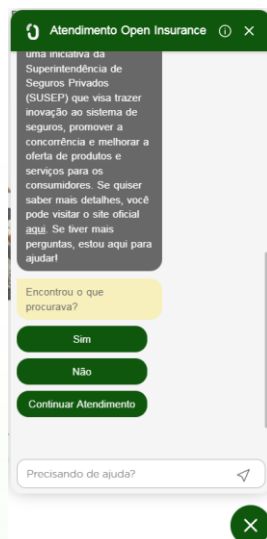 Atendimento Open Insurance
uma iniciativa da
Superintendência de
Seguros Privados
(SUSEP) que visa trazer
inovação ao sistema de
seguros, promover a
concorrência e melhorar a
oferta de produtos e
serviços para os
consumidores. Se quiser
saber mais detalhes, você
pode visitar o site oficial
aqui. Se tiver mais
perguntas, estou aqui para
ajudar!
Encontrou o que
procurava?
Sim
Não
Continuar Atendimento
Precisando de ajuda?